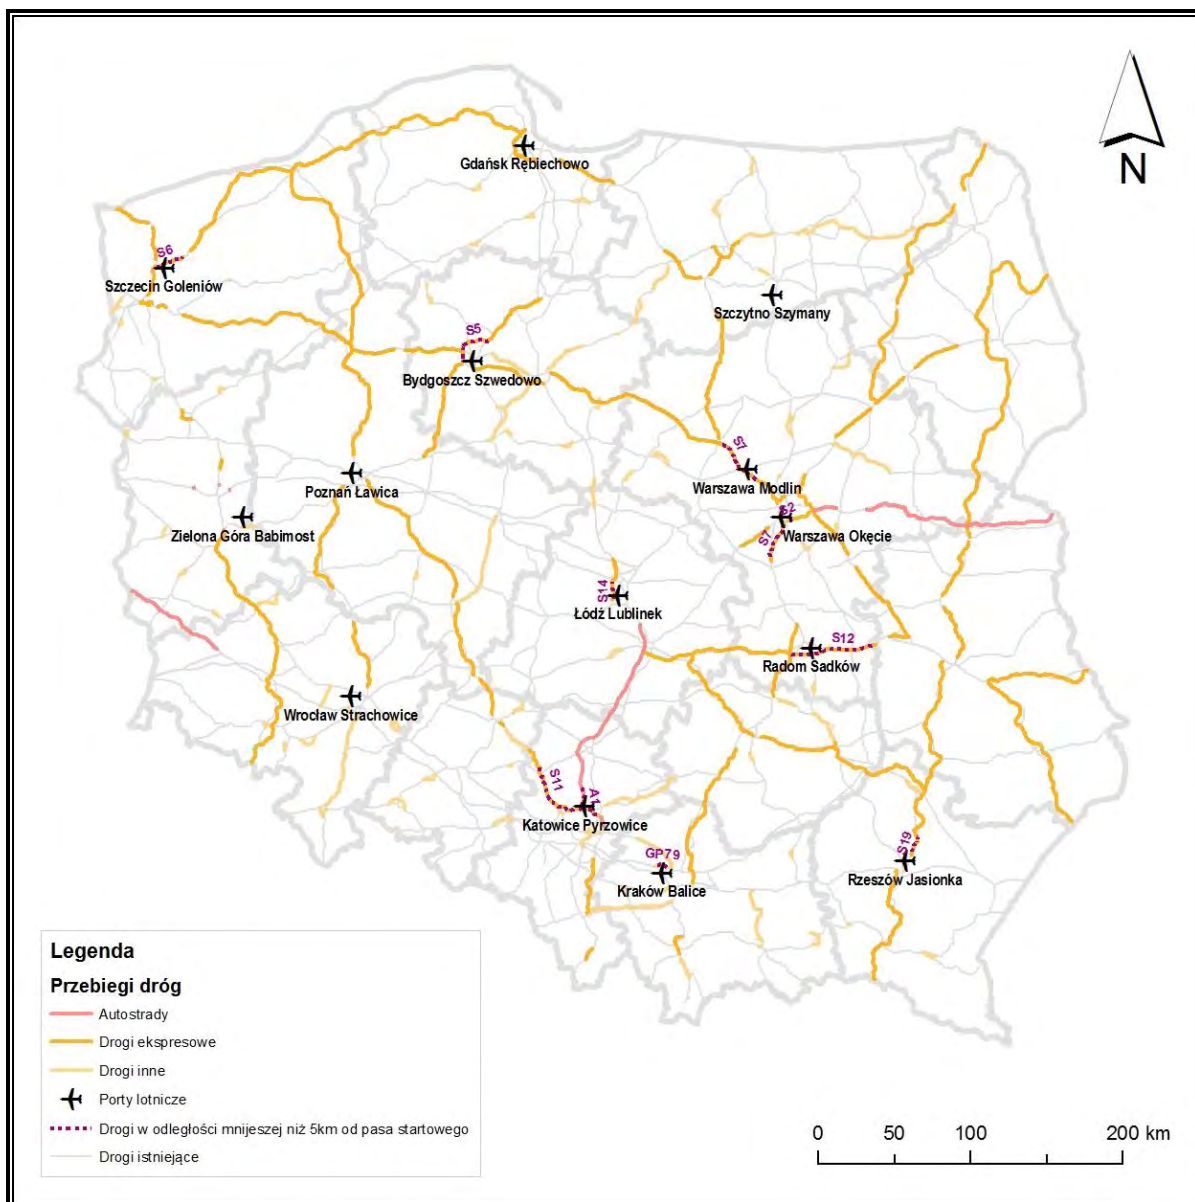 N
Gdańsk Rębiechowo
S6
Szczecin Goleniów
Szczytno Szymany
S5
Bydgoszcz Szwedowo
S7
Warszawa Modlin
Poznań Ławica
S2
Warszawa Okęcie
S7
Zielona Góra Babimost
S14
Łódź Lublinek
S12
Radom Sadków
Wrocław Strachowice
S11
A1
Katowice Pyrzowice
GP79
Kraków Balice
S19
Rzeszów Jasionka
Legenda
Przebiegi dróg
Autostrady
Drogi ekspresowe
Drogi inne
Porty lotnicze
Drogi w odległości mnijeszej niż 5km od pasa startowego
Drogi istniejące
0 50 100 200 km